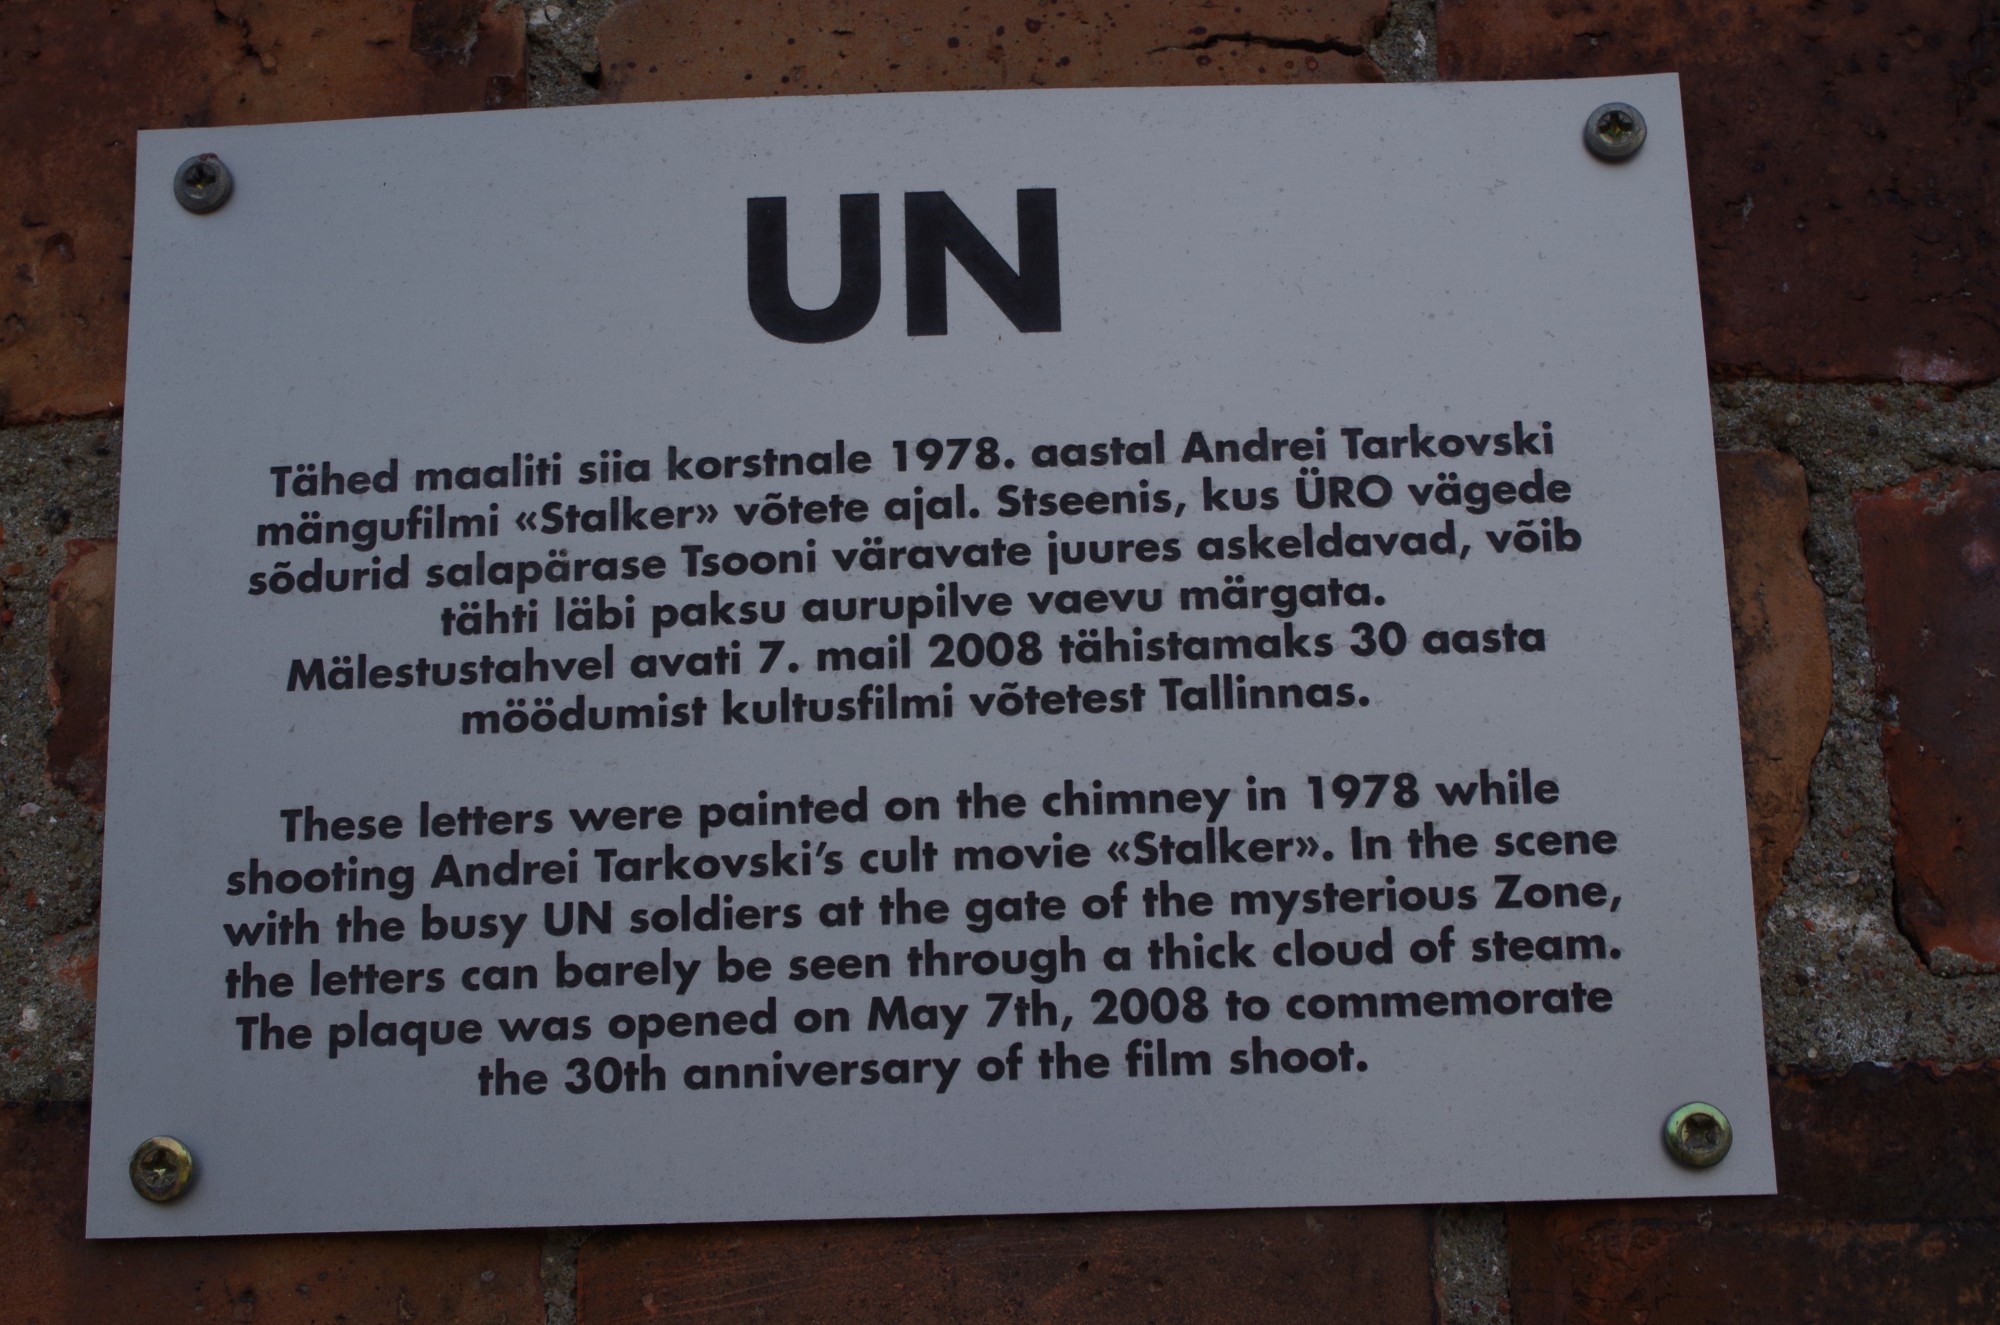 UN
Tähed maaliti siia korstnale 1978. aastal Andrei Tarkovski
mängufilmi «Stalker» võtete ajal. Stseenis, kus ÜRO vägede
sõdurid salapärase Tsooni väravate juures askeldavad, võib
tähti läbi paksu aurupilve vaevu märgata.
Mälestustahvel avati 7. mail 2008 tähistamaks 30 aasta
möödumist kultusfilmi võtetest Tallinnas.
These letters were painted on the chimney in 1978 while
shooting Andrei Tarkovski's cult movie «Stalker». In the scene
with the busy UN soldiers at the gate of the mysterious Zone,
the letters can barely be seen through a thick cloud of steam.
The plaque was opened on May 7th, 2008 to commemorate
the 30th anniversary of the film shoot.